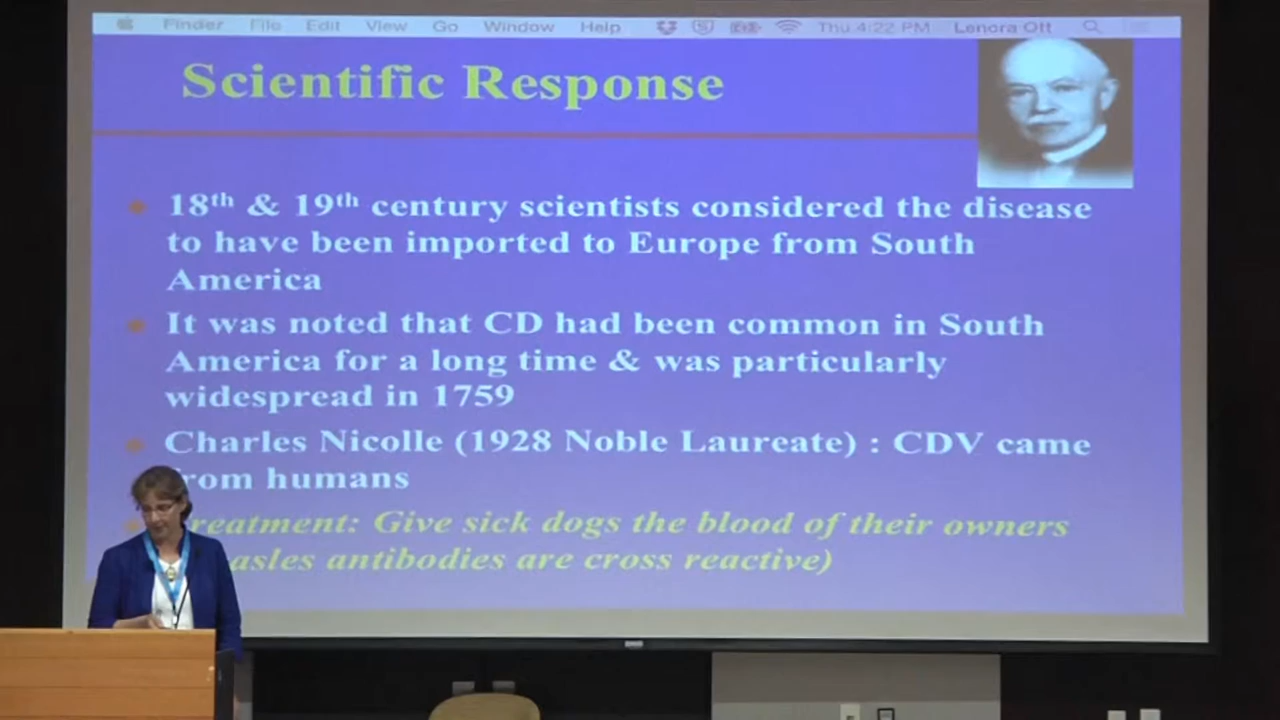 Finder File Edit View Go Window Help Thu 4:22 PM Lenora Ott
Scientific Response
18th & 19th century scientists considered the disease
to have been imported to Europe from South
America
It was noted that CD had been common in South
America for a long time & was particularly
widespread in 1759
Charles Nicolle (1928 Noble Laureate) : CDV came
from humans
Treatment: Give sick dogs the blood of their owners
antibodies are cross reactive)